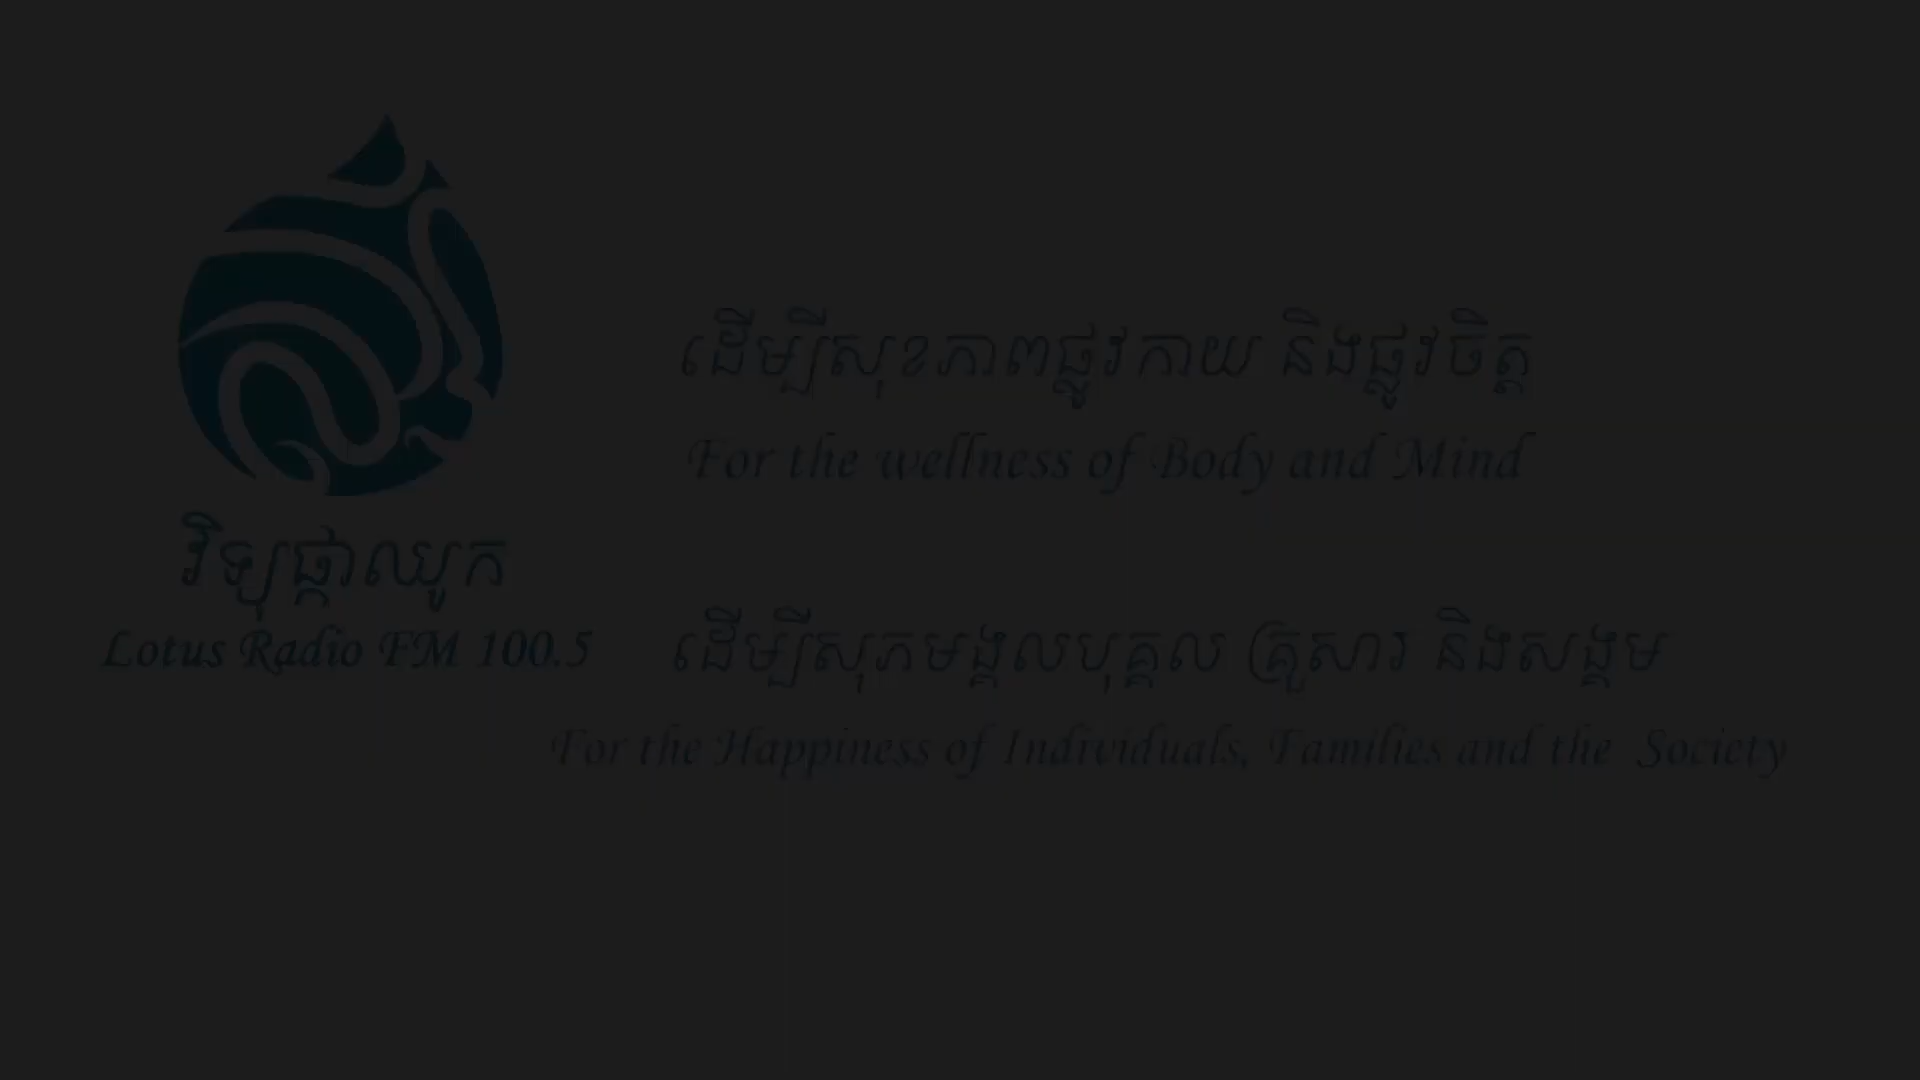 វិទ្យុផ្កាឈូក
Lotus Radio FM 100.5
ដើម្បីសុខភាពផ្លូវកាយ និងផ្លូវចិត្ត
For the wellness of Body and Mind
ដើម្បីសុភមង្គលបុគ្គល គ្រួសារ និងសង្គម
For the Happiness of Individuals, Families and the Society